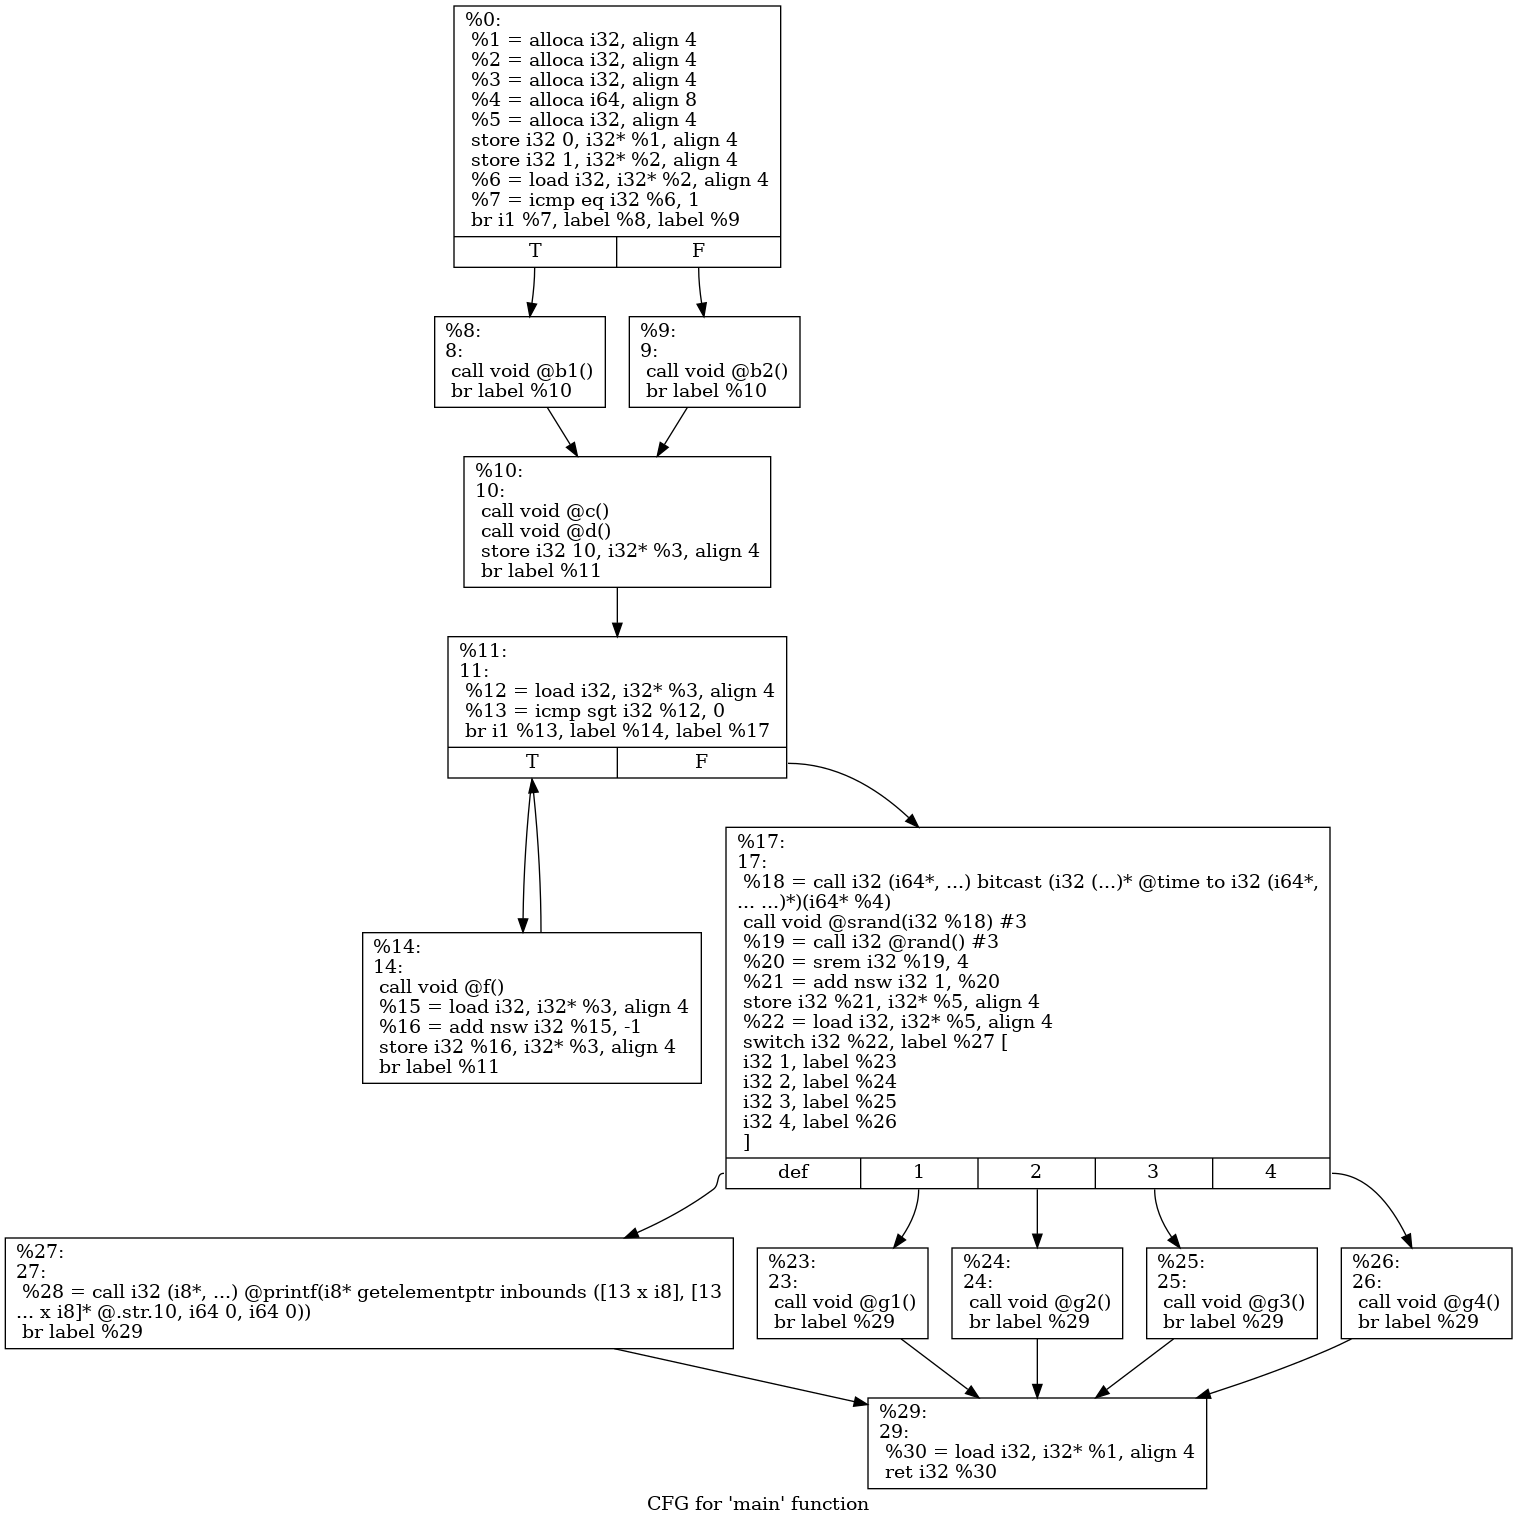 %0:
%1 = alloca i32, align 4
%2 = alloca i32, align 4
%3 = alloca i32, align 4
%4 = alloca i64, align 8
%5 = alloca i32, align 4
store i32 0, i32* %1, align 4
store i32 1, i32* %2, align 4
%6 = load i32, i32* %2, align 4
%7 = icmp eq i32 %6, 1
br i1 %7, label %8, label %9
T F
%8:
8:
call void @b1()
br label %10
%9:
9:
call void @b2()
br label %10
%10:
10:
call void @c()
call void @d()
store i32 10, i32* %3, align 4
br label %11
%11:
11:
%12 = load i32, i32* %3, align 4
%13 = icmp sgt i32 %12, 0
br i1 %13, label %14, label %17
T F
%14:
14:
call void @f()
%15 = load i32, i32* %3, align 4
%16 = add nsw i32 %15, -1
store i32 %16, i32* %3, align 4
br label %11
%17:
17:
%18 = call i32 (i64*, ...) bitcast (i32 (...)* @time to i32 (i64*,
... ...)*)(i64* %4)
call void @srand(i32 %18) #3
%19 = call i32 @rand() #3
%20 = srem i32 %19, 4
%21 = add nsw i32 1, %20
store i32 %21, i32* %5, align 4
%22 = load i32, i32* %5, align 4
switch i32 %22, label %27 [
i32 1, label %23
i32 2, label %24
i32 3, label %25
i32 4, label %26
]
def 1 2 3 4
%27:
27:
%28 = call i32 (i8*, ...) @printf(i8* getelementptr inbounds ([13 x i8], [13
... x i8]* @.str.10, i64 0, i64 0))
br label %29
%23:
23:
call void @g1()
br label %29
%24:
24:
call void @g2()
br label %29
%25:
25:
call void @g3()
br label %29
%26:
26:
call void @g4()
br label %29
%29:
29:
%30 = load i32, i32* %1, align 4
ret i32 %30
CFG for 'main' function